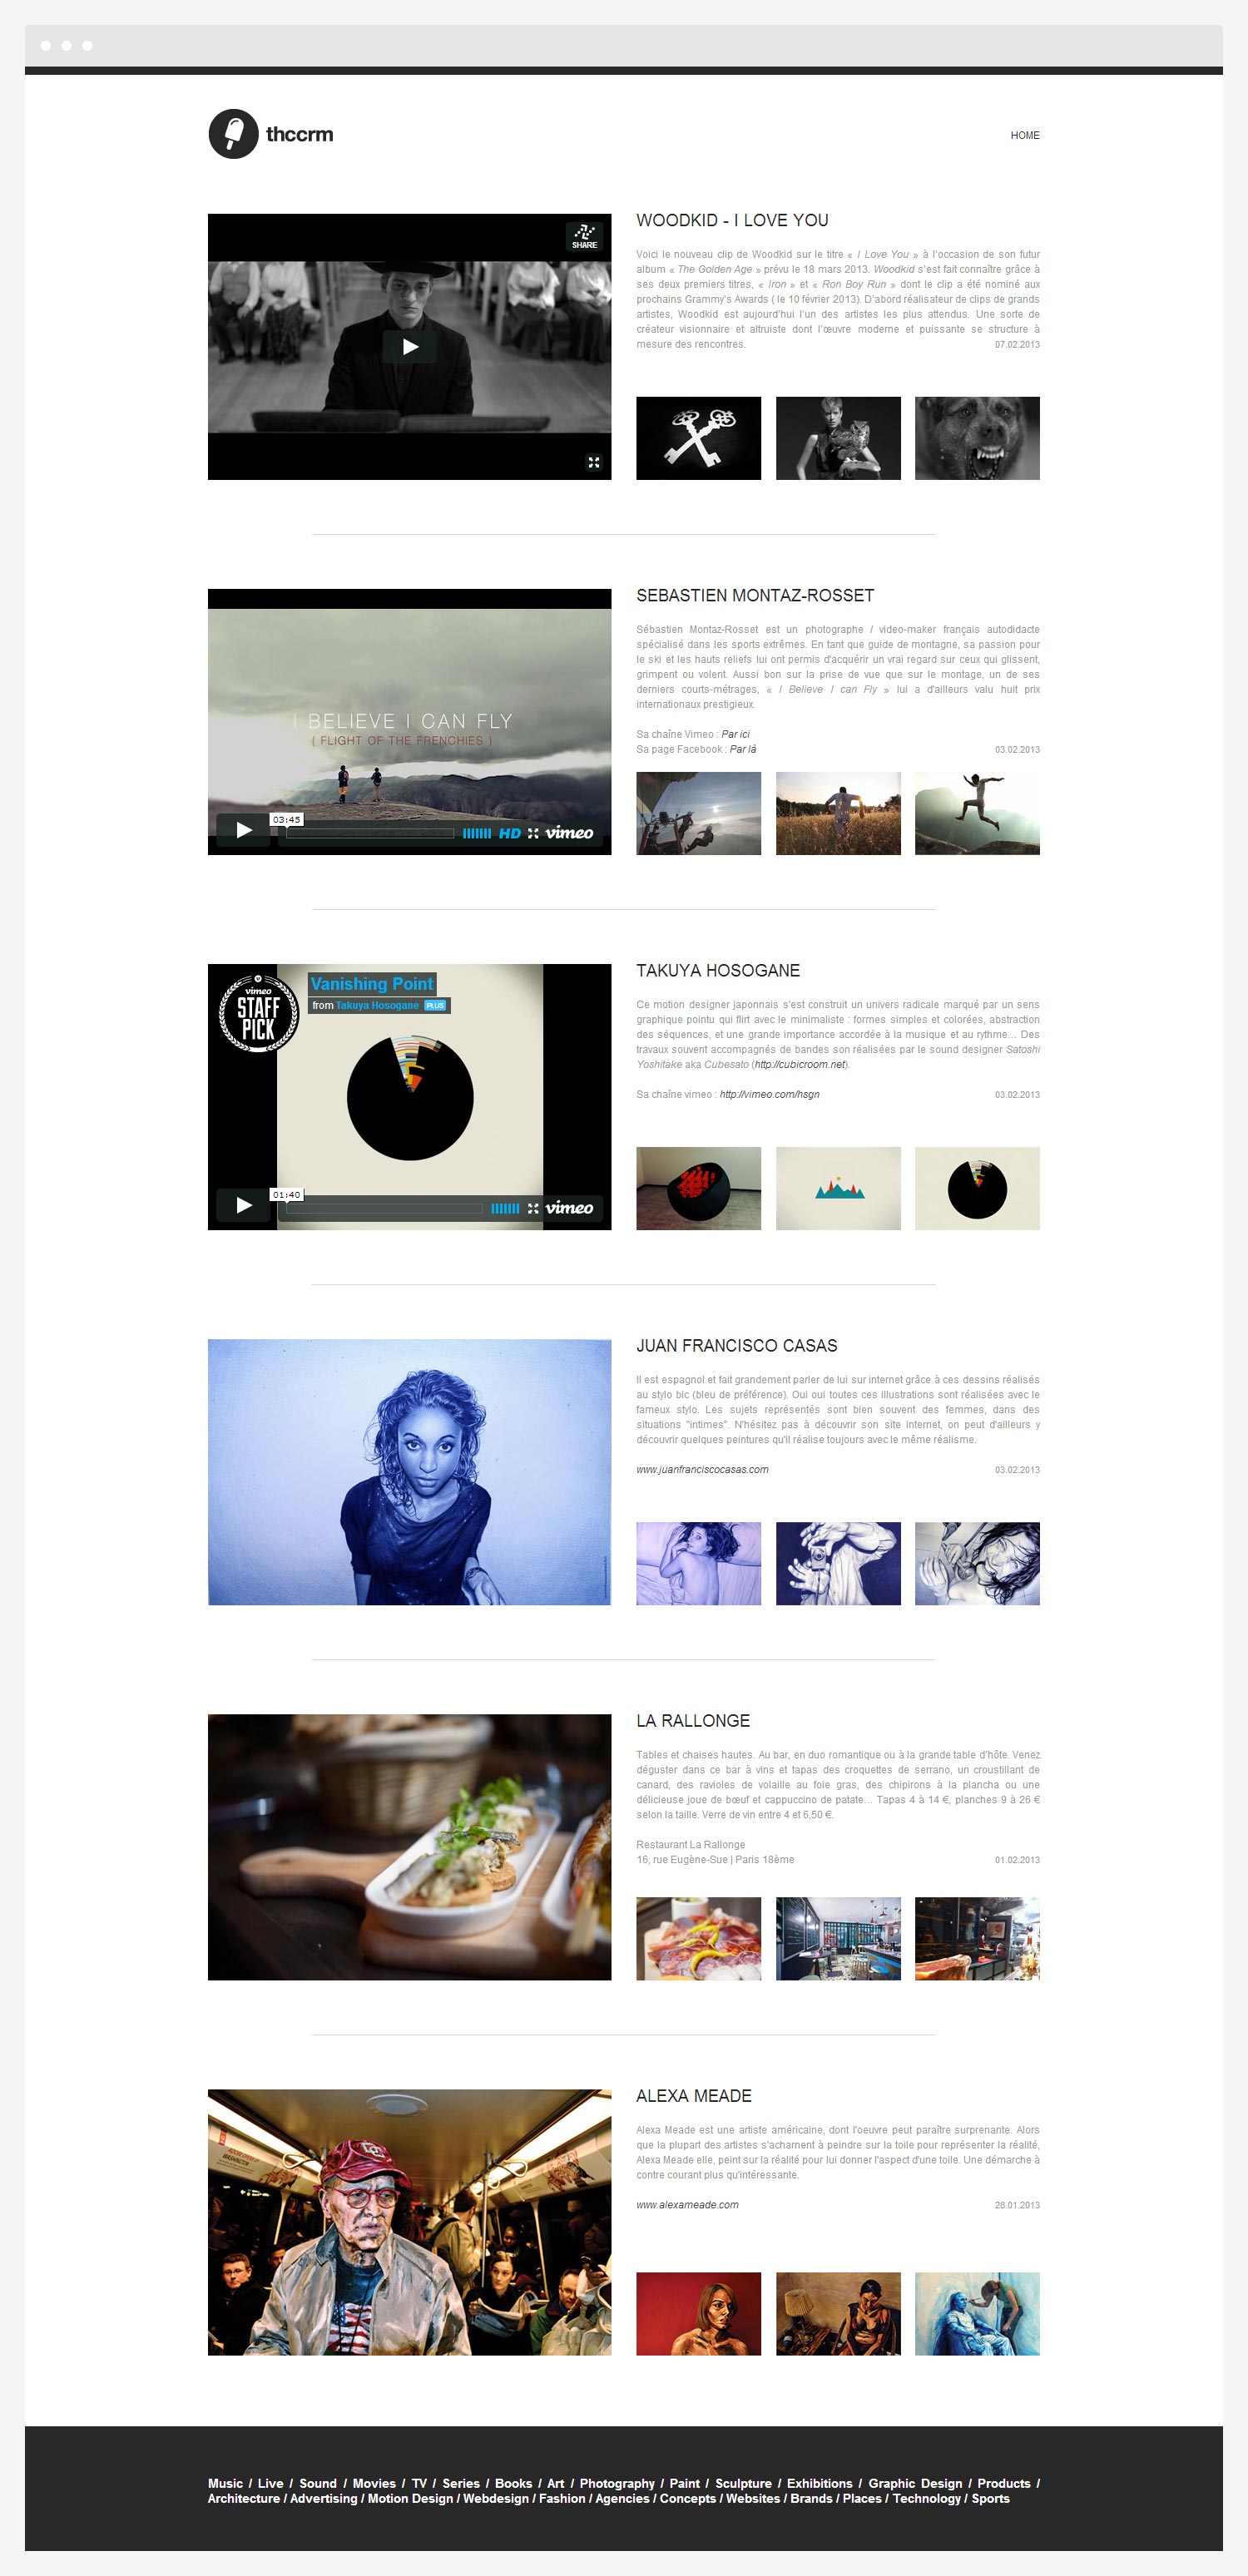 thccrm
HOME
SHARE
WOODKID - I LOVE YOU
Voici le nouveau clip de Woodkid sur le titre « I Love You » à l'occasion de son futur
album « The Golden Age » prévu le 18 mars 2013. Woodkid s'est fait connaître grâce à
ses deux premiers titres, « Iron » et « Ron Boy Run » dont le clip a été nominé aux
prochains Grammy's Awards ( le 10 février 2013). D'abord réalisateur de clips de grands
artistes, Woodkid est aujourd'hui l'un des artistes les plus attendus. Une sorte de
créateur visionnaire et altruiste dont l'œuvre moderne et puissante se structure à
mesure des rencontres. 07.02.2013
I BELIEVE I CAN FLY
( FLIGHT OF THE FRENCHIES )
03:45
HD vimeo
SEBASTIEN MONTAZ-ROSSET
Sébastien Montaz-Rosset est un photographe / video-maker français autodidacte
spécialisé dans les sports extrêmes. En tant que guide de montagne, sa passion pour
le ski et les hauts reliefs lui ont permis d'acquérir un vrai regard sur ceux qui glissent,
grimpent ou volent. Aussi bon sur la prise de vue que sur le montage, un de ses
derniers courts-métrages, « I Believe I can Fly » lui a d'ailleurs valu huit prix
internationaux prestigieux.
Sa chaîne Vimeo : Par ici
Sa page Facebook : Par là 03.02.2013
vimeo
STAFF
PICK
Vanishing Point
from Takuya Hosogane PLUS
01:40
vimeo
TAKUYA HOSOGANE
Ce motion designer japonnais s'est construit un univers radicale marqué par un sens
graphique pointu qui flirt avec le minimaliste : formes simples et colorées, abstraction
des séquences, et une grande importance accordée à la musique et au rythme... Des
travaux souvent accompagnés de bandes son réalisées par le sound designer Satoshi
Yoshitake aka Cubesato (http://cubicroom.net).
Sa chaîne vimeo : http://vimeo.com/hsgn 03.02.2013
JUAN FRANCISCO CASAS
Il est espagnol et fait grandement parler de lui sur internet grâce à ces dessins réalisés
au stylo bic (bleu de préférence). Oui oui toutes ces illustrations sont réalisées avec le
fameux stylo. Les sujets représentés sont bien souvent des femmes, dans des
situations "intimes". N'hésitez pas à découvrir son site internet, on peut d'ailleurs y
découvrir quelques peintures qu'il réalise toujours avec le même réalisme.
www.juanfranciscocasas.com 03.02.2013
LA RALLONGE
Tables et chaises hautes. Au bar, en duo romantique ou à la grande table d'hôte. Venez
déguster dans ce bar à vins et tapas des croquettes de serrano, un croustillant de
canard, des ravioles de volaille au foie gras, des chipirons à la plancha ou une
délicieuse joue de bœuf et cappuccino de patate... Tapas 4 à 14 €, planches 9 à 26 €
selon la taille. Verre de vin entre 4 et 6,50 €.
Restaurant La Rallonge
16, rue Eugène-Sue | Paris 18ème 01.02.2013
ALEXA MEADE
Alexa Meade est une artiste américaine, dont l'oeuvre peut paraître surprenante. Alors
que la plupart des artistes s'acharnent à peindre sur la toile pour représenter la réalité,
Alexa Meade elle, peint sur la réalité pour lui donner l'aspect d'une toile. Une démarche à
contre courant plus qu'intéressante.
www.alexameade.com 28.01.2013
Music / Live / Sound / Movies / TV / Series / Books / Art / Photography / Paint / Sculpture / Exhibitions / Graphic Design / Products /
Architecture / Advertising / Motion Design / Webdesign / Fashion / Agencies / Concepts / Websites / Brands / Places / Technology / Sports